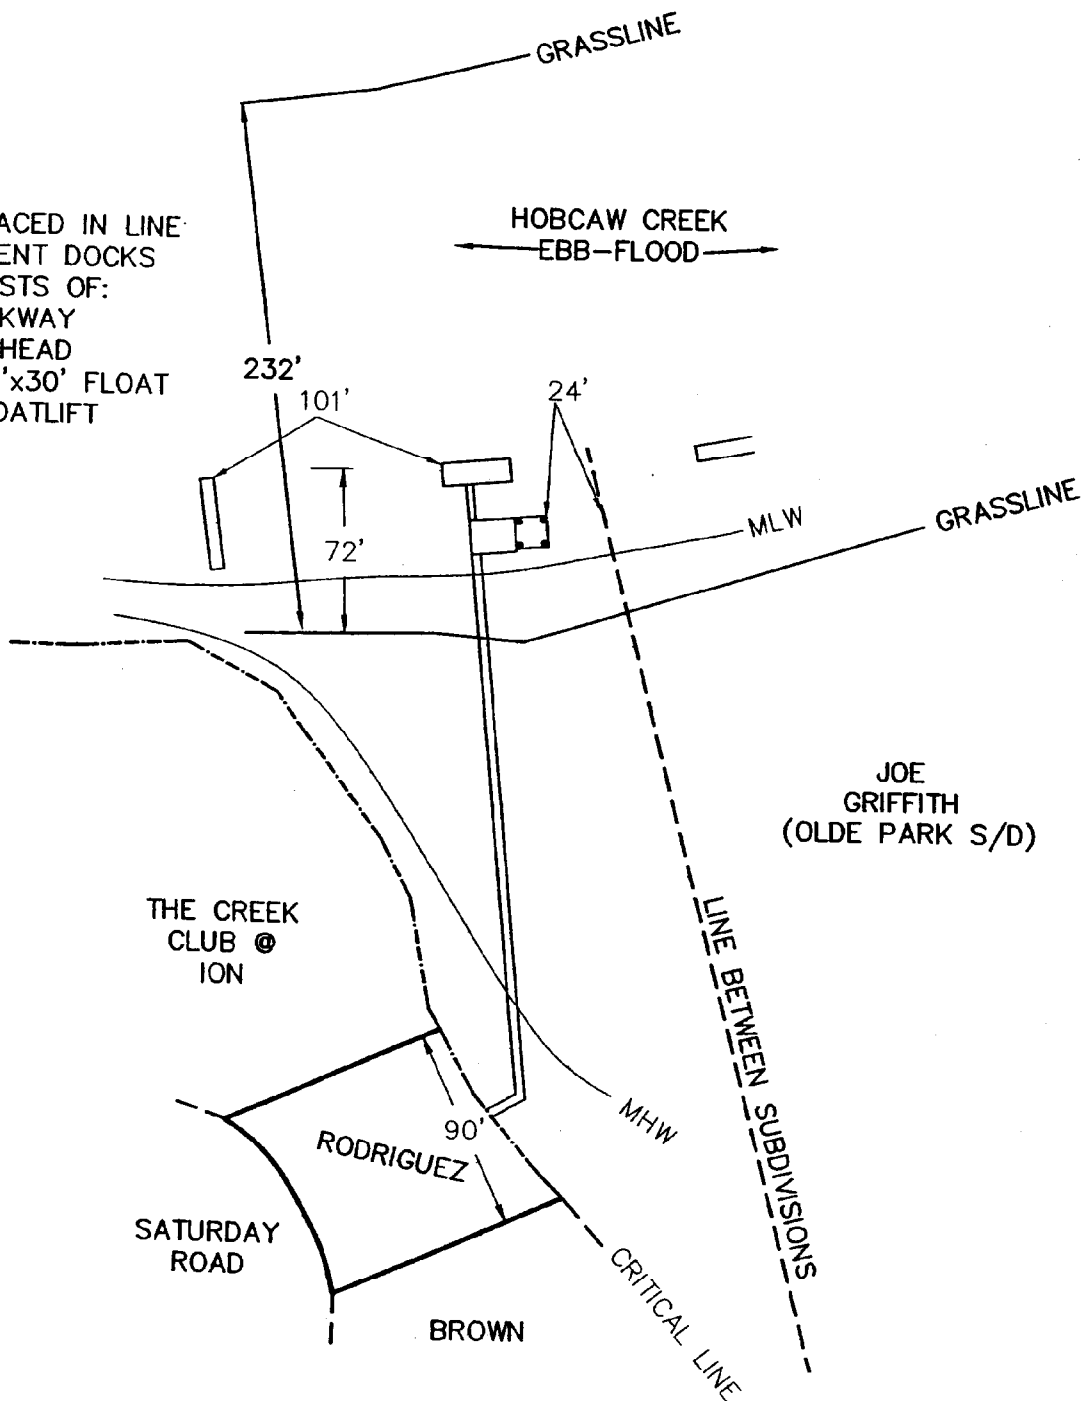 GRASSLINE
HOBCAW CREEK
EBB-FLOOD
ACED IN LINE
ENT DOCKS
STS OF:
KWAY
HEAD
'x30' FLOAT
OATLIFT
232'
101'
24'
72'
MLW
GRASSLINE
JOE
GRIFFITH
(OLDE PARK S/D)
THE CREEK
CLUB @
ION
LINE BETWEEN SUBDIVISIONS
90'
MHW
RODRIGUEZ
SATURDAY
ROAD
BROWN
CRITICAL LINE